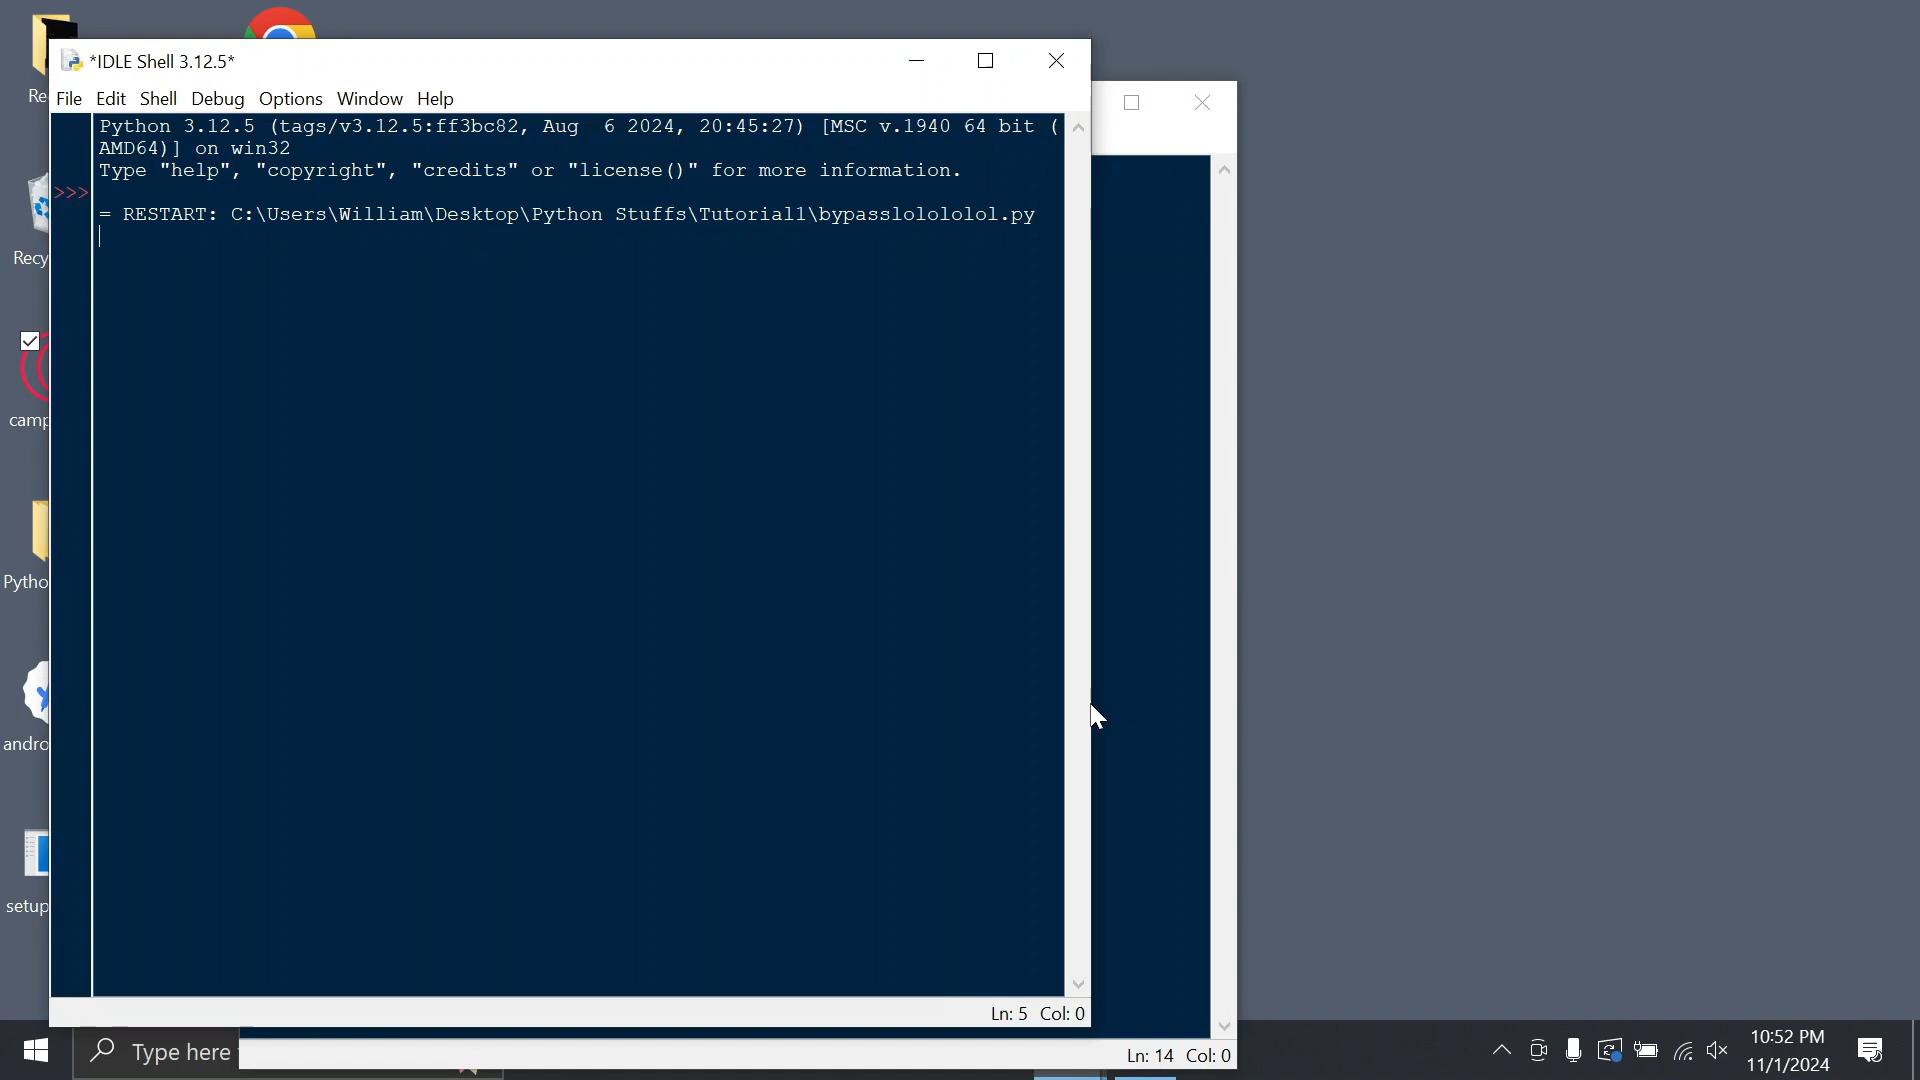 *IDLE Shell 3.12.5*
File Edit Shell Debug Options Window Help
Python 3.12.5 (tags/v3.12.5:ff3bc82, Aug  6 2024, 20:45:27) [MSC v.1940 64 bit (
AMD64)] on win32
Type "help", "copyright", "credits" or "license()" for more information.
>>>
= RESTART: C:\Users\William\Desktop\Python Stuffs\Tutorial1\bypasslolololol.py
Ln: 5 Col: 0
Re
Recy
camp
Pytho
andro
setup
Ln: 14 Col: 0
Type here
10:52 PM
11/1/2024